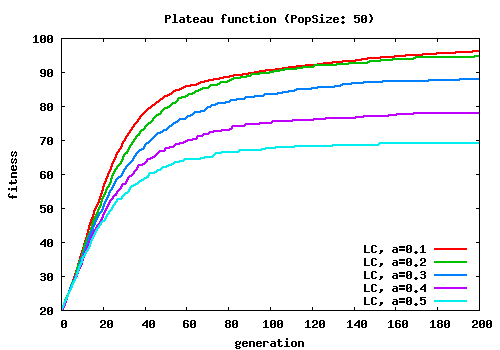 Plateau function (PopSize: 50)
100
90
80
70
60
50
40
30
20
fitness
LC, a=0.1
LC, a=0.2
LC, a=0.3
LC, a=0.4
LC, a=0.5
0 20 40 60 80 100 120 140 160 180 200
generation